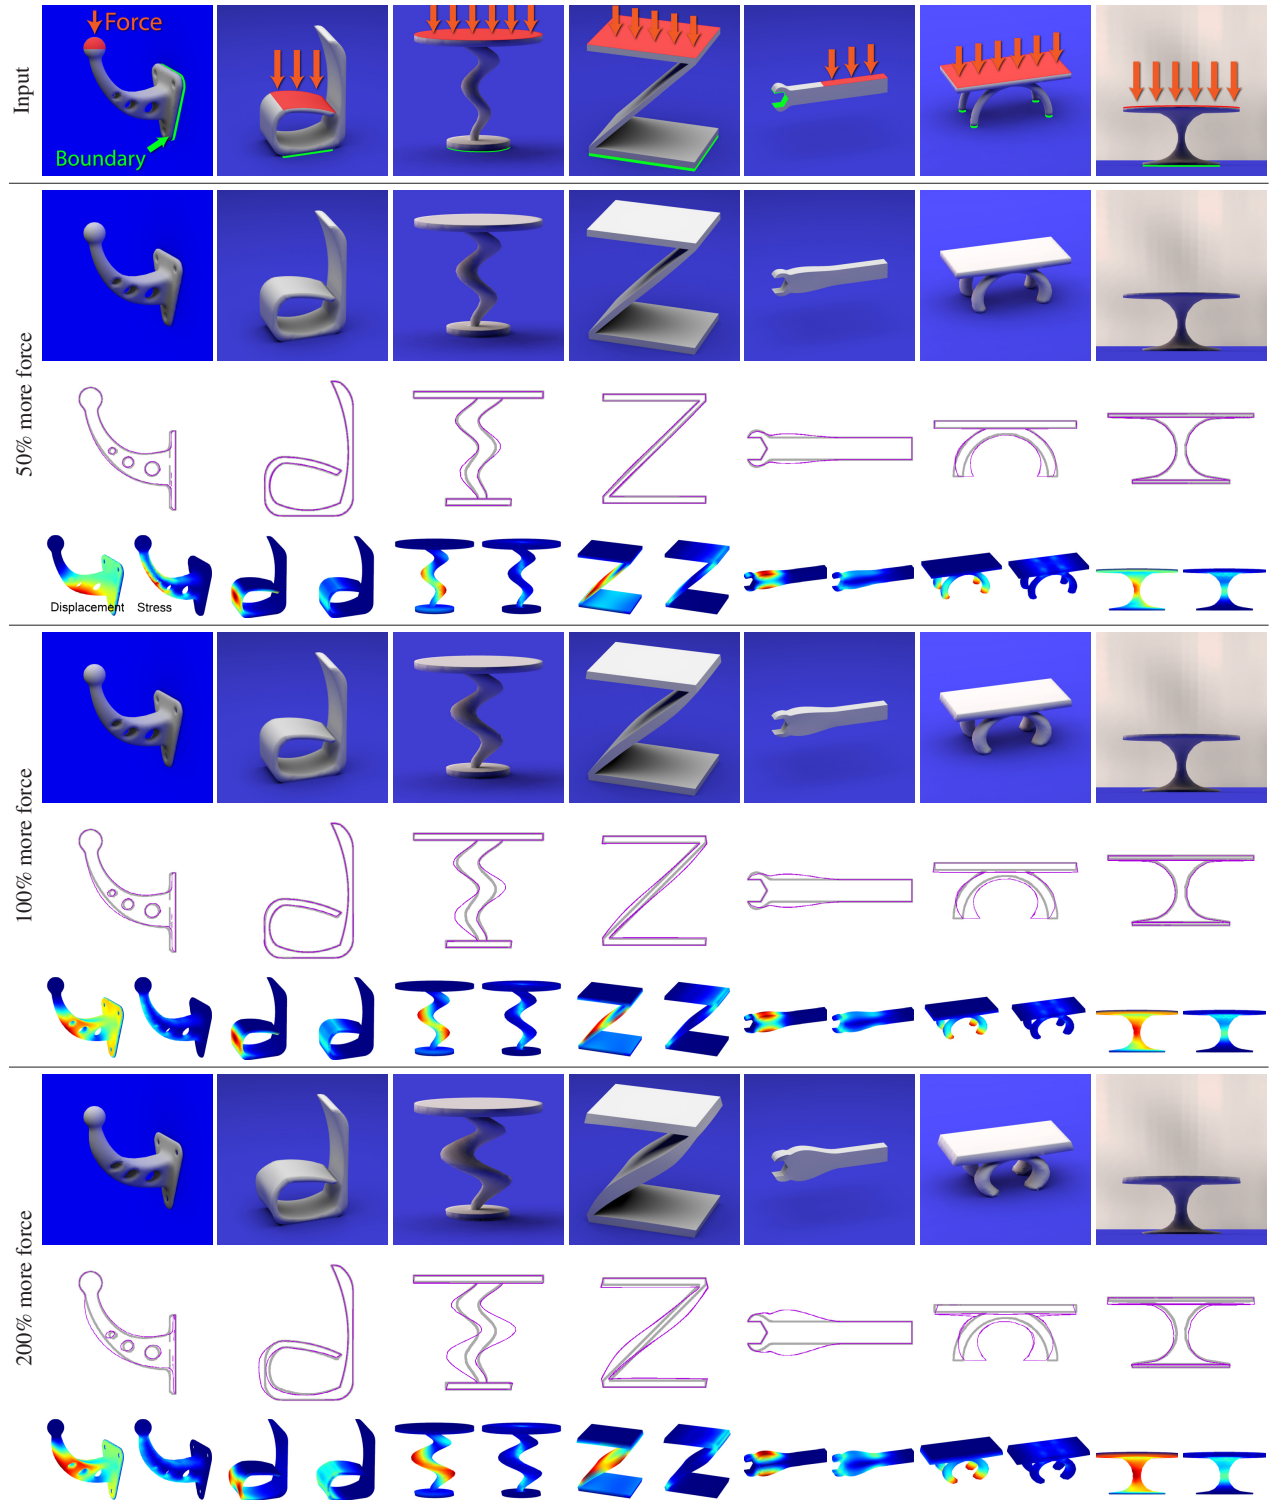 Input
Force
Boundary
50% more force
Displacement
Stress
100% more force
200% more force